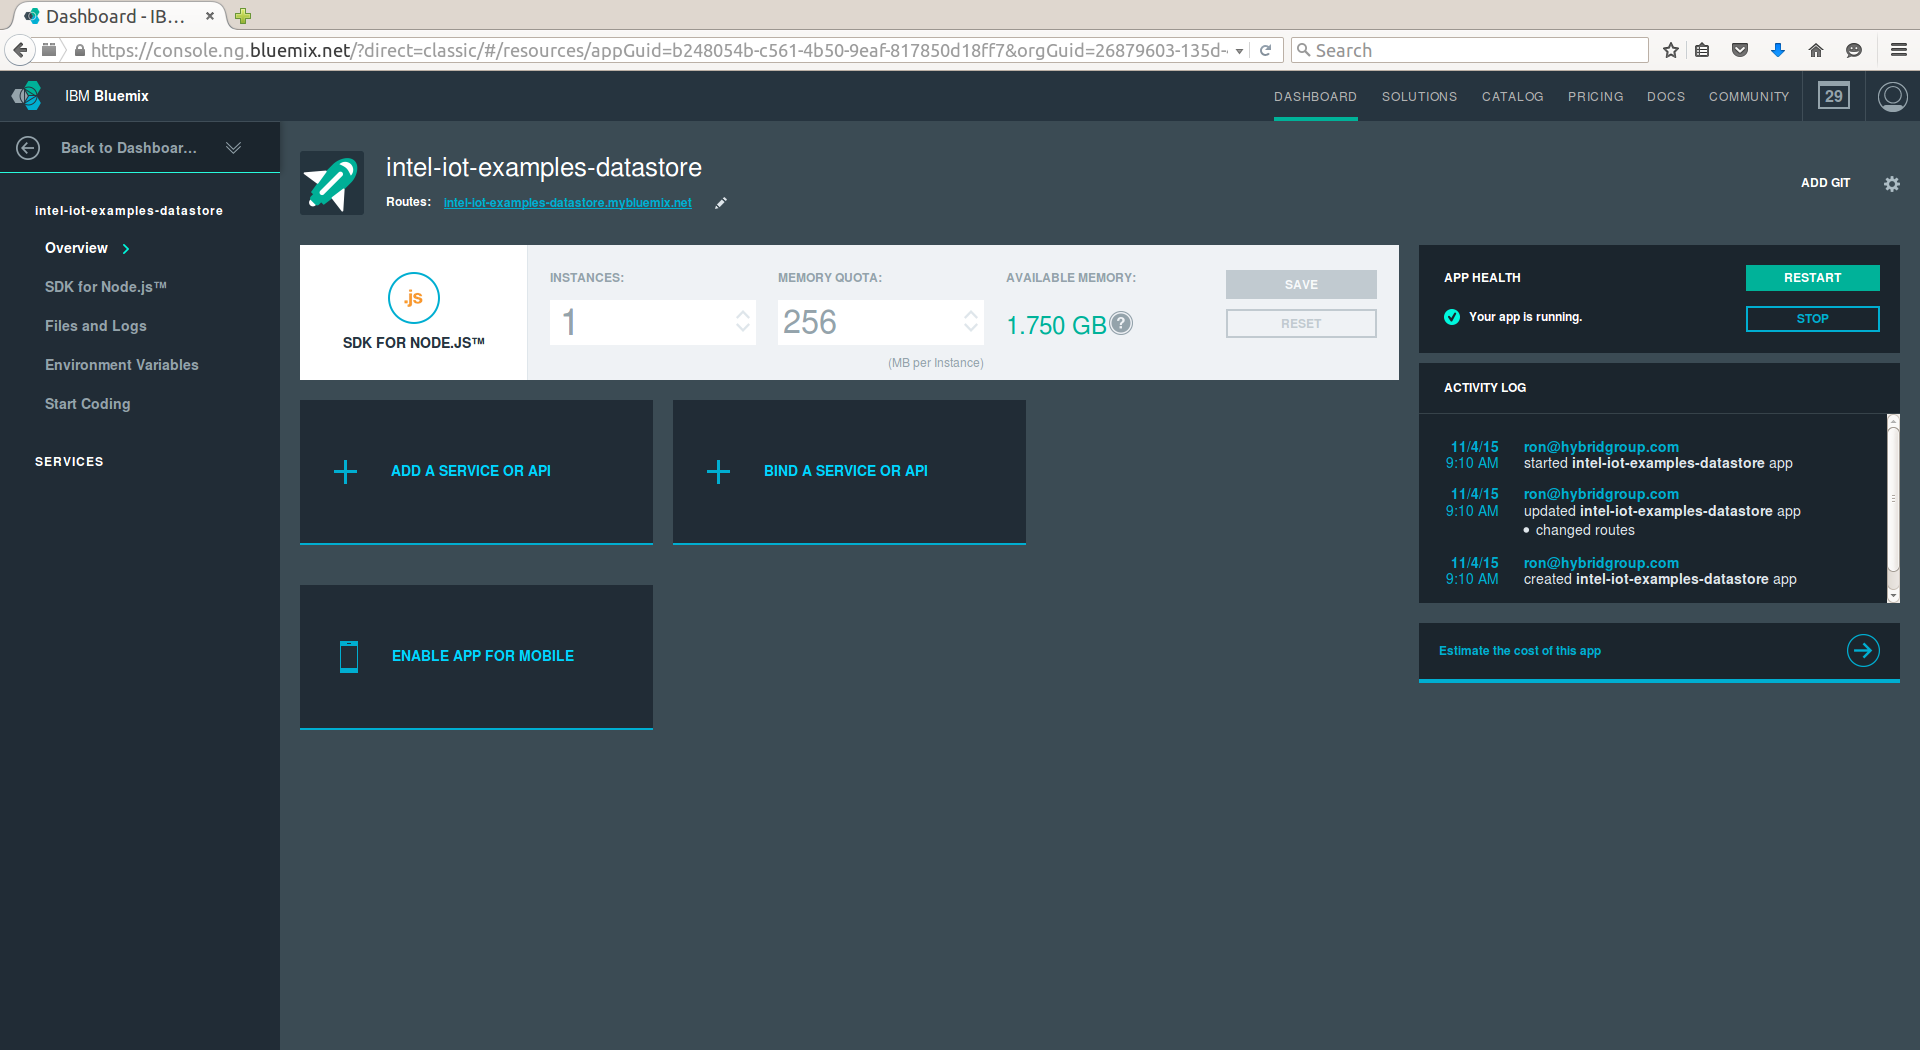 Dashboard - IB...
https://console.ng.bluemix.net/?direct=classic/#/resources/appGuid=b248054b-c561-4b50-9eaf-817850d18ff7&orgGuid=26879603-135d-
Search
IBM Bluemix
DASHBOARD
SOLUTIONS
CATALOG
PRICING
DOCS
COMMUNITY
29
Back to Dashboar...
intel-iot-examples-datastore
Overview
SDK for Node.js™
Files and Logs
Environment Variables
Start Coding
SERVICES
intel-iot-examples-datastore
Routes: intel-iot-examples-datastore.mybluemix.net
ADD GIT
.js
SDK FOR NODE.JS™
INSTANCES:
1
MEMORY QUOTA:
256
(MB per Instance)
AVAILABLE MEMORY:
1.750 GB ?
SAVE
RESET
ADD A SERVICE OR API
BIND A SERVICE OR API
ENABLE APP FOR MOBILE
APP HEALTH
RESTART
Your app is running.
STOP
ACTIVITY LOG
11/4/15 ron@hybridgroup.com
9:10 AM started intel-iot-examples-datastore app
11/4/15 ron@hybridgroup.com
9:10 AM updated intel-iot-examples-datastore app
• changed routes
11/4/15 ron@hybridgroup.com
9:10 AM created intel-iot-examples-datastore app
Estimate the cost of this app